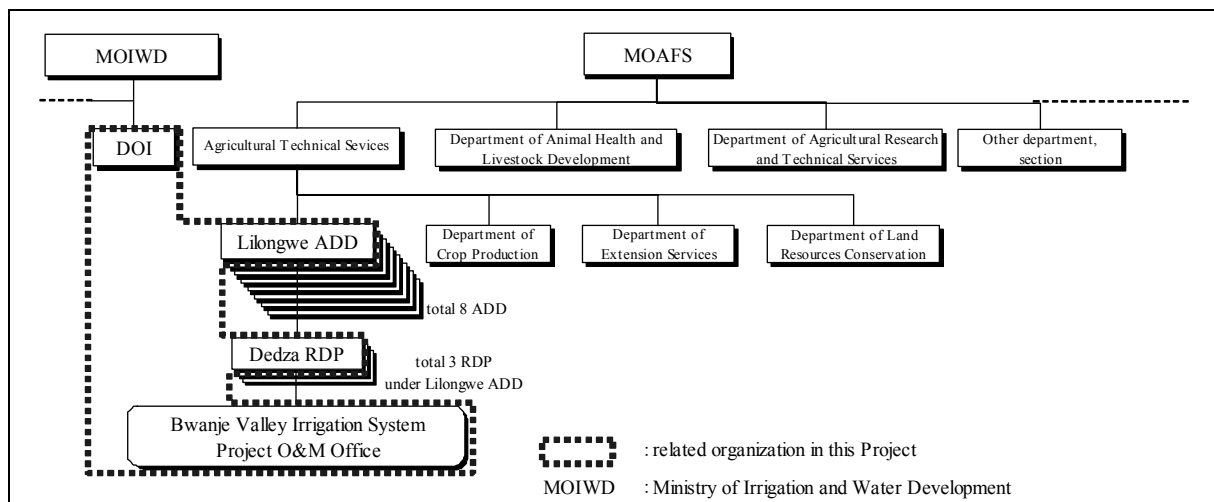 MOIWD
MOAFS
DOI
Agricultural Technical Sevices
Department of Animal Health and
Livestock Development
Department of Agricultural Research
and Technical Services
Other department,
section
Lilongwe ADD
Department of
Crop Production
Department of
Extension Services
Department of Land
Resources Conservation
total 8 ADD
Dedza RDP
total 3 RDP
under Lilongwe ADD
Bwanje Valley Irrigation System
Project O&M Office
: related organization in this Project
MOIWD : Ministry of Irrigation and Water Development